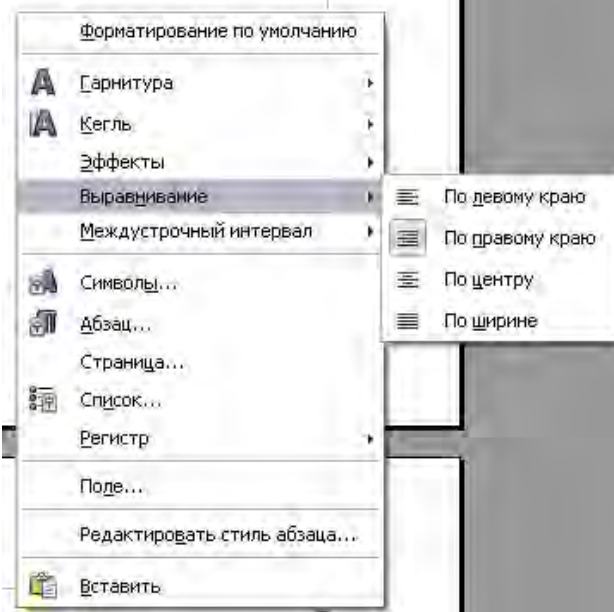 Форматирование по умолчанию
Гарнитура
Кегль
Эффекты
Выравнивание
Междустрочный интервал
Символы...
Абзац...
Страница...
Список...
Регистр
Поле...
Редактировать стиль абзаца...
Вставить
По левому краю
По правому краю
По центру
По ширине